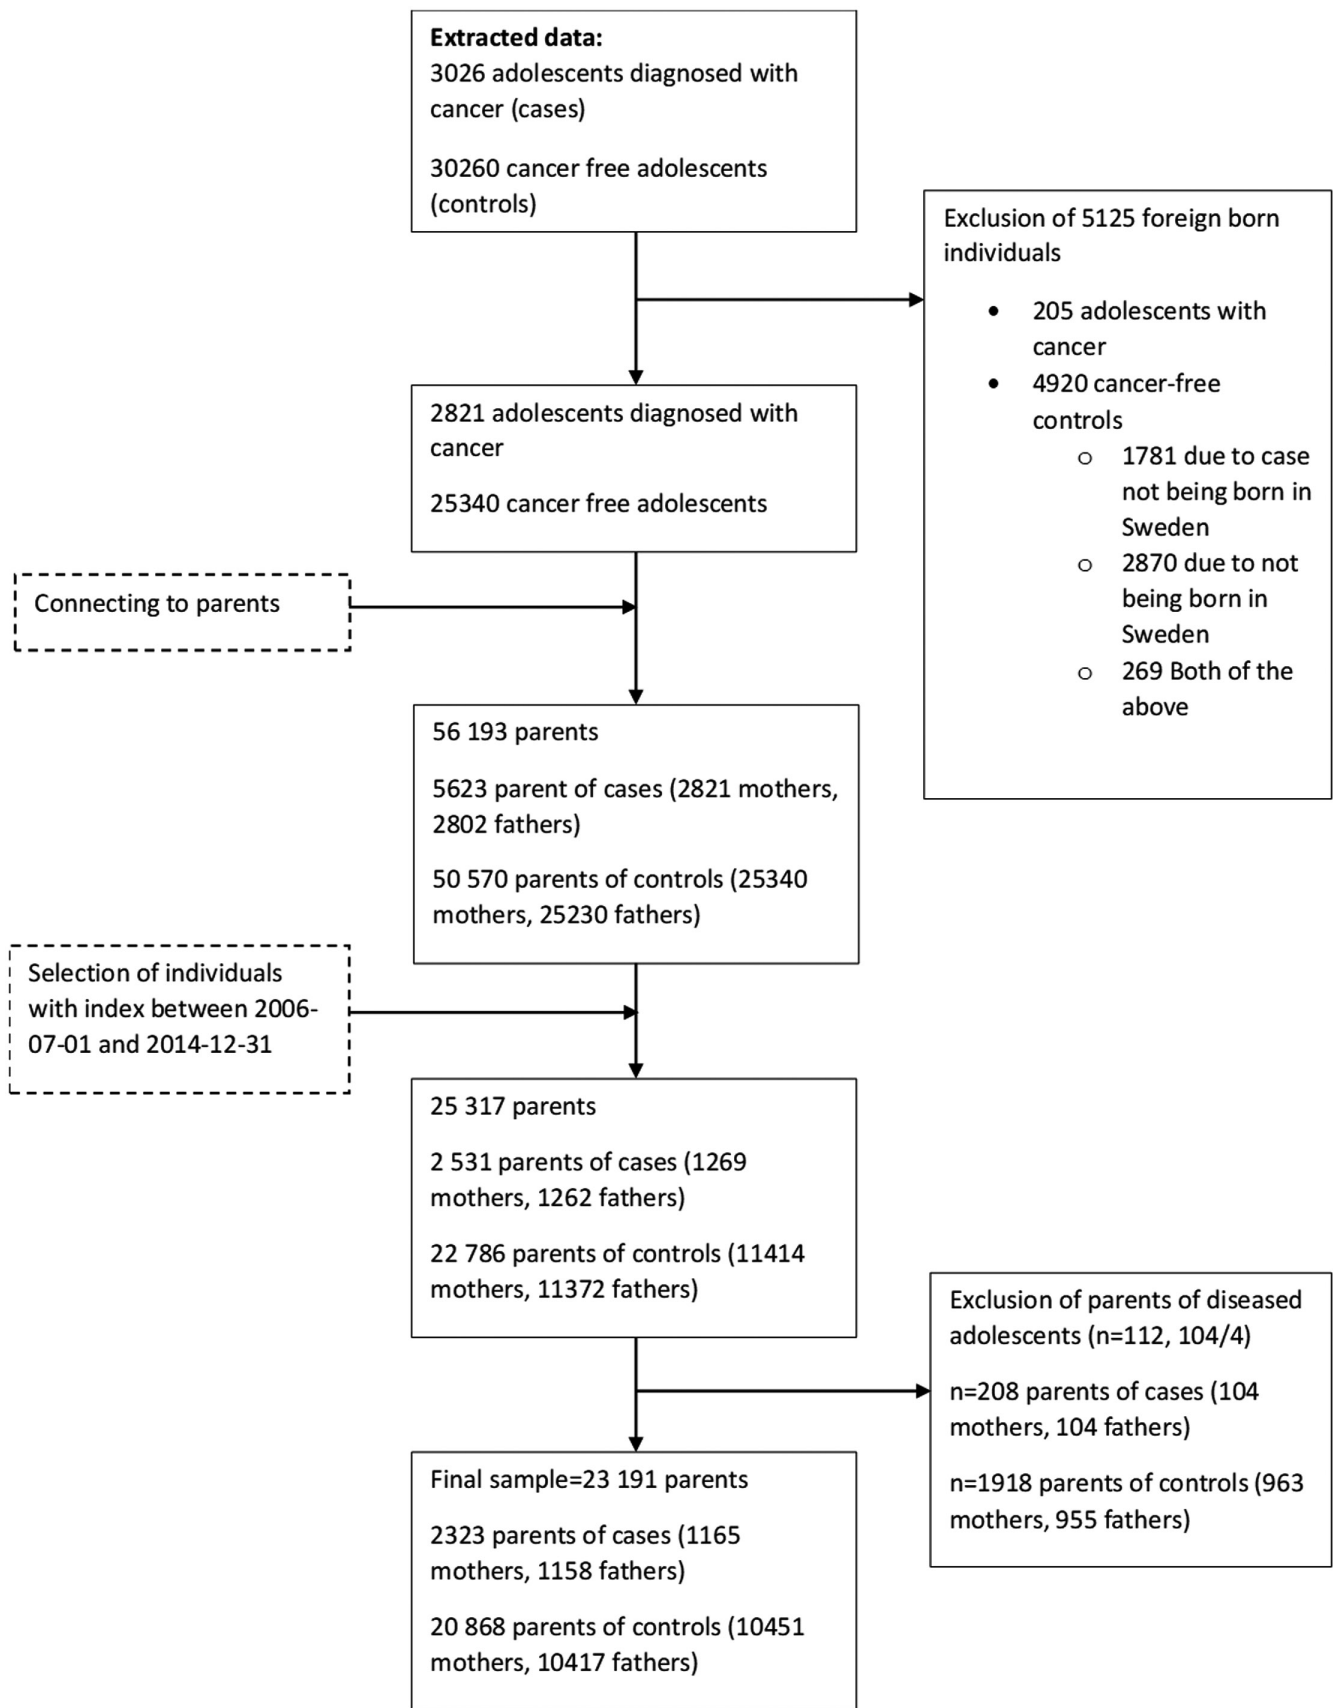 Extracted data:
3026 adolescents diagnosed with
cancer (cases)
30260 cancer free adolescents
(controls)
Exclusion of 5125 foreign born
individuals
• 205 adolescents with
cancer
• 4920 cancer-free
controls
o 1781 due to case
not being born in
Sweden
o 2870 due to not
being born in
Sweden
o 269 Both of the
above
2821 adolescents diagnosed with
cancer
25340 cancer free adolescents
Connecting to parents
56 193 parents
5623 parent of cases (2821 mothers,
2802 fathers)
50 570 parents of controls (25340
mothers, 25230 fathers)
Selection of individuals
with index between 2006-
07-01 and 2014-12-31
25 317 parents
2 531 parents of cases (1269
mothers, 1262 fathers)
22 786 parents of controls (11414
mothers, 11372 fathers)
Exclusion of parents of diseased
adolescents (n=112, 104/4)
n=208 parents of cases (104
mothers, 104 fathers)
n=1918 parents of controls (963
mothers, 955 fathers)
Final sample=23 191 parents
2323 parents of cases (1165
mothers, 1158 fathers)
20 868 parents of controls (10451
mothers, 10417 fathers)